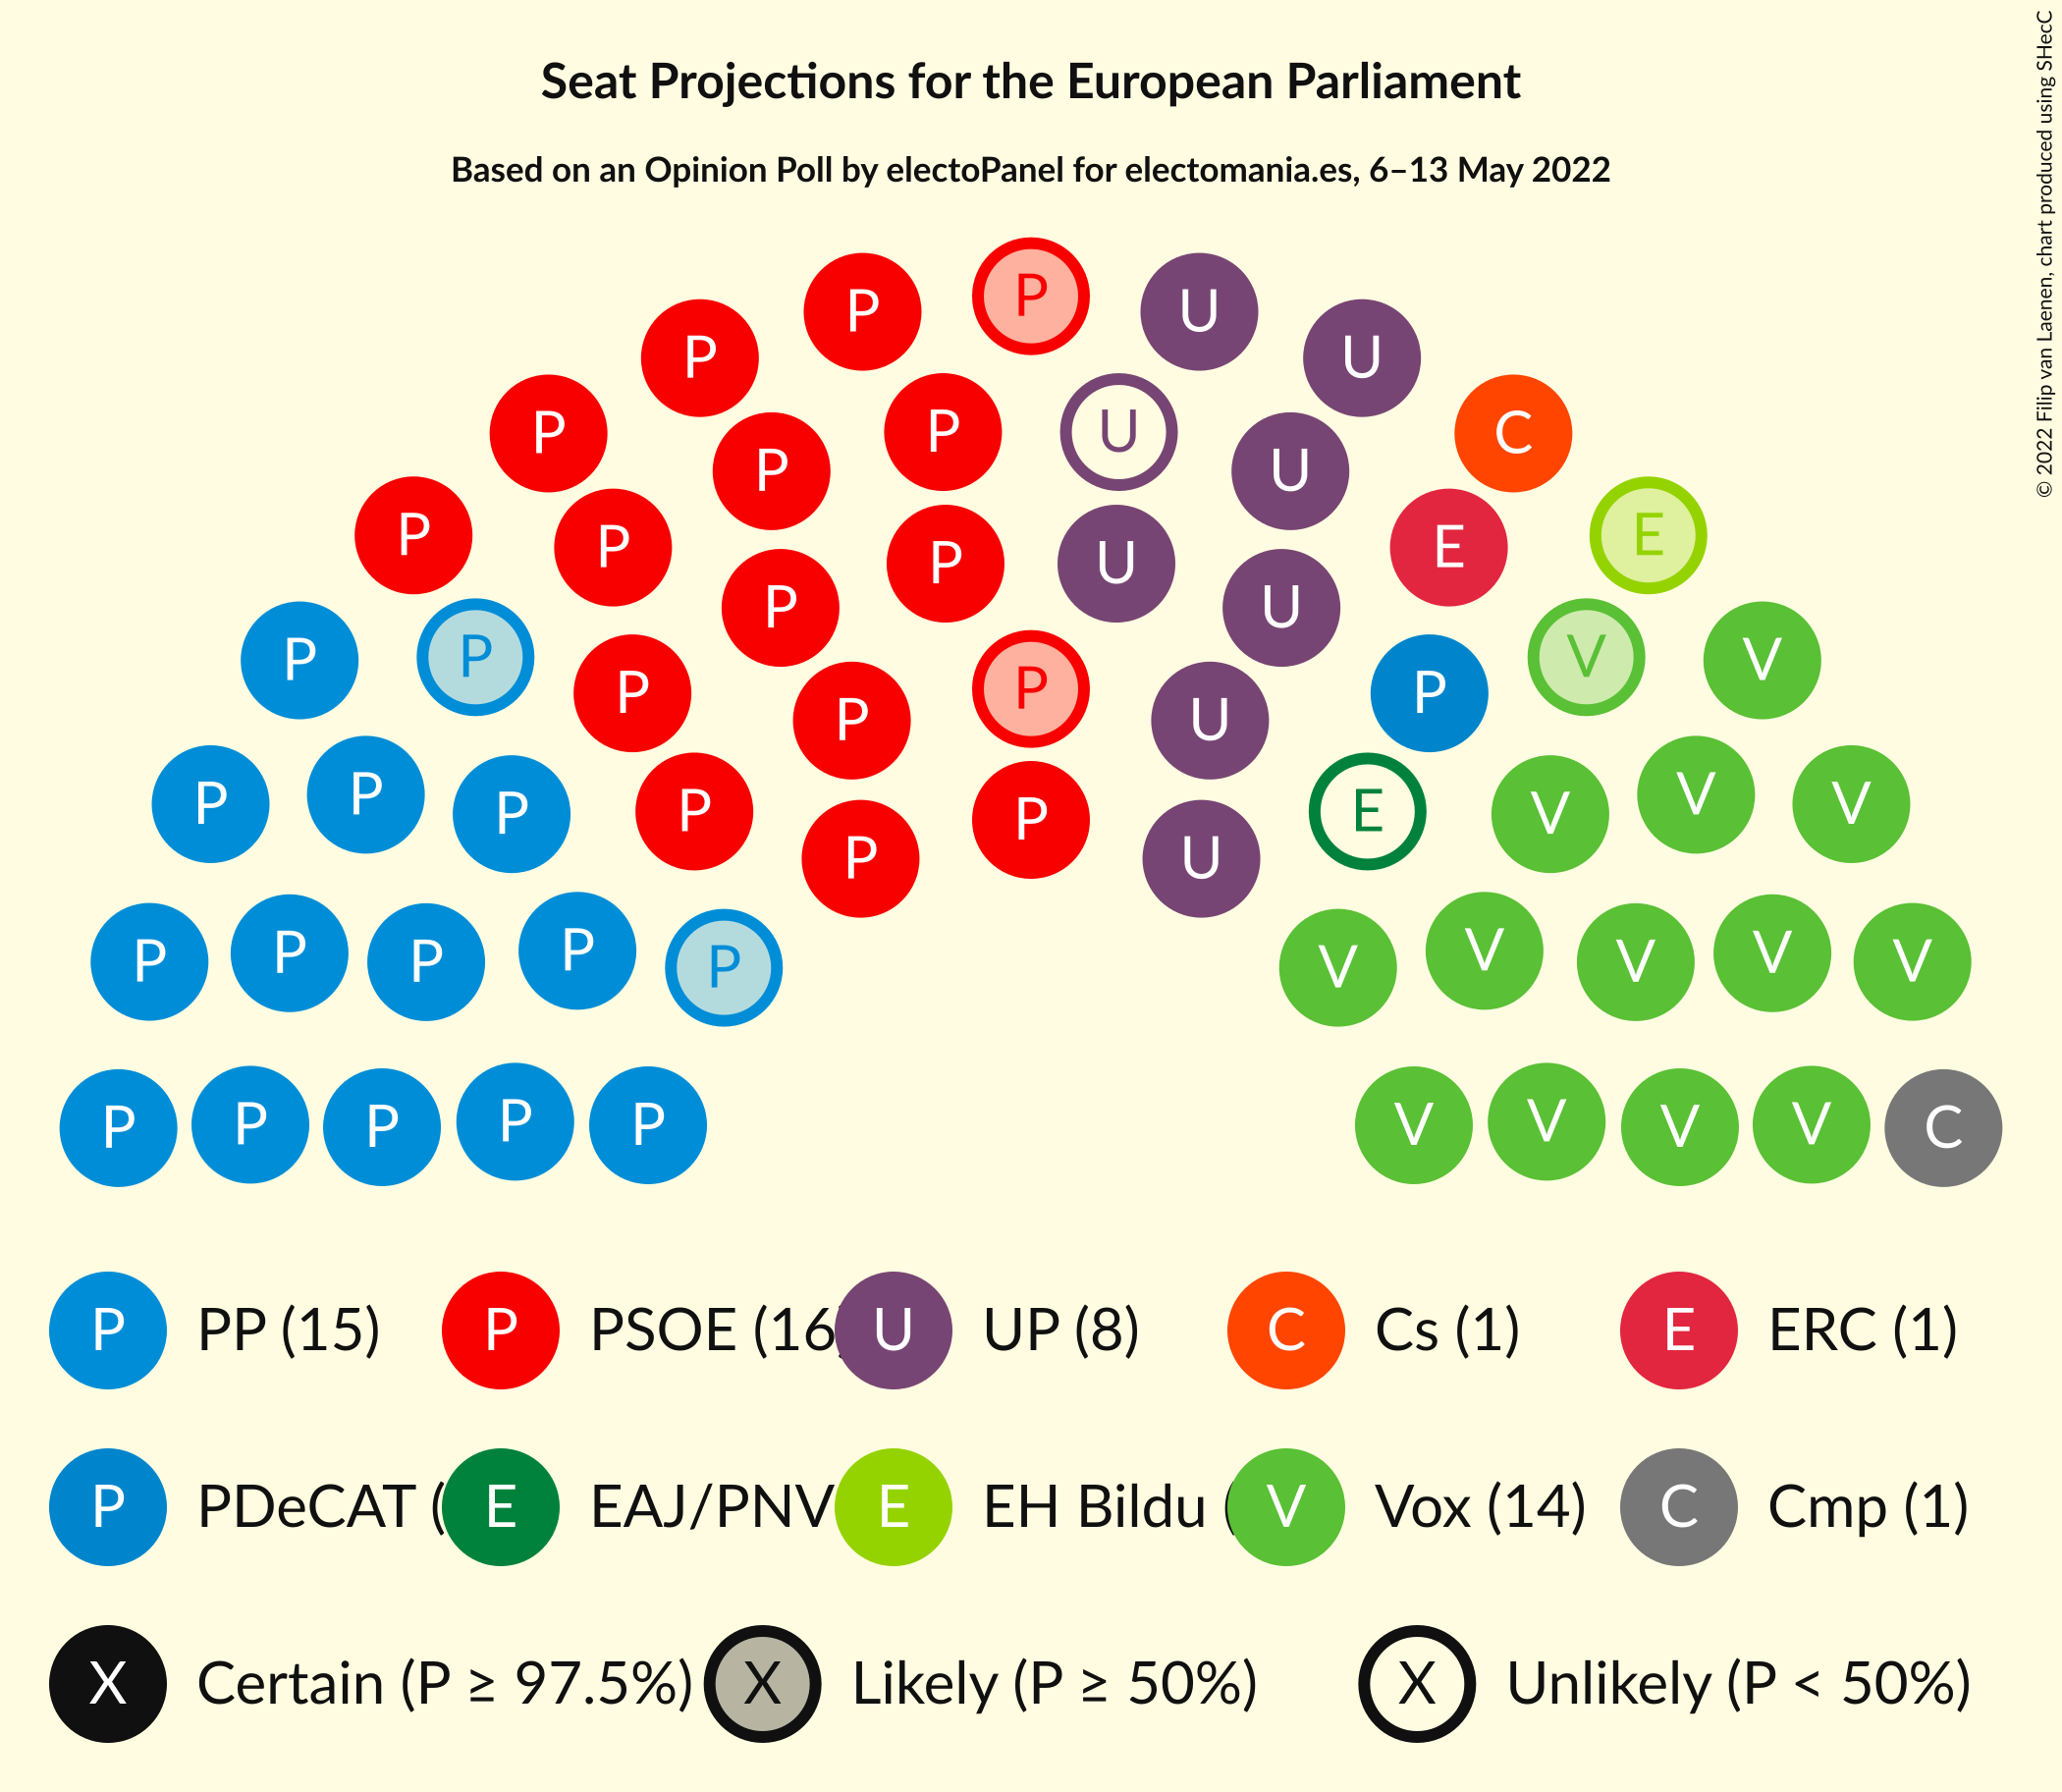 © 2022 Filip van Laenen, chart produced using SHecC
Seat Projections for the European Parliament
Based on an Opinion Poll by electoPanel for electomania.es, 6–13 May 2022
P P U
P U
P P U C
P U
P P E E
P U
P U
P P V V
P P P
P U
P P P P P E V V V
P U
P P P P P V V V V V
P P P P P V V V V C
P PP (15) P PSOE (16 U UP (8) C Cs (1) E ERC (1)
P PDeCAT ( E EAJ/PNV E EH Bildu ( V Vox (14) C Cmp (1)
X Certain (P ≥ 97.5%) X Likely (P ≥ 50%) X Unlikely (P < 50%)